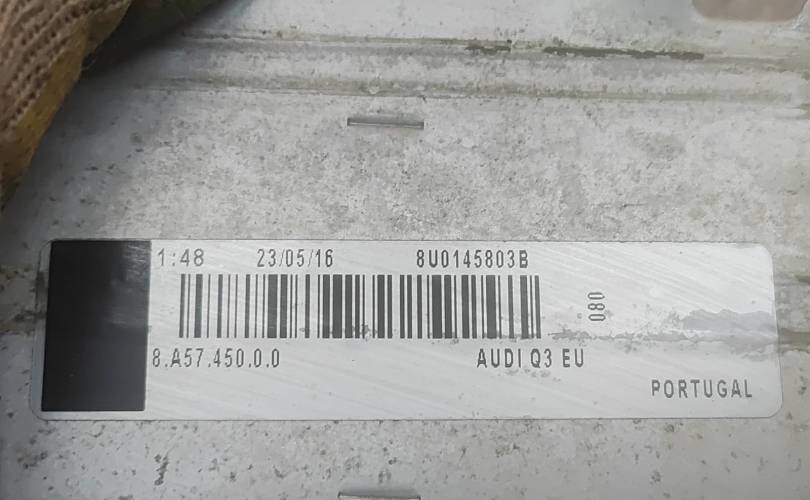 1:48 23/05/16 8U0145803B
080
8.A57.450.0.0 AUDI Q3 EU
PORTUGAL